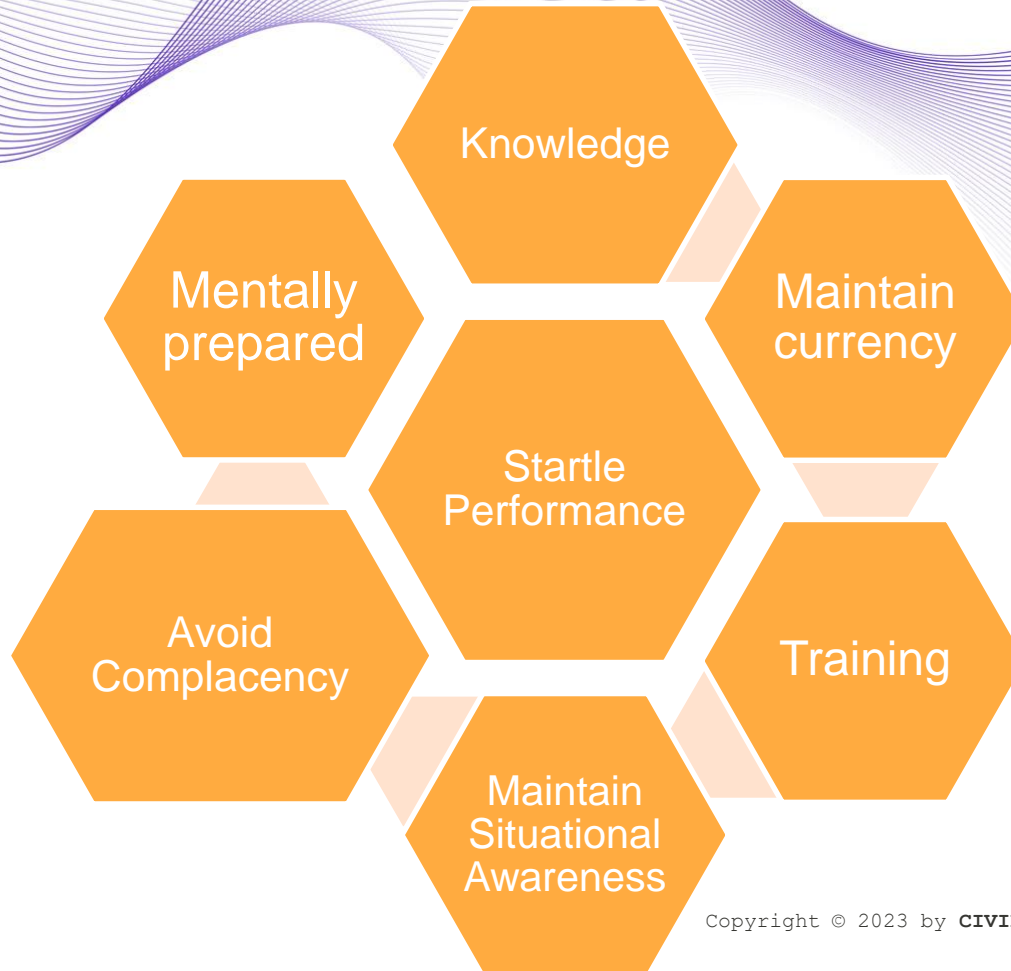 Knowledge
Mentally
prepared
Maintain
currency
Startle
Performance
Avoid
Complacency
Training
Maintain
Situational
Awareness
Copyright © 2023 by